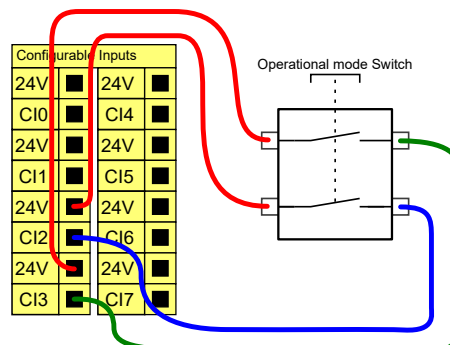 Configurable Inputs
24V 24V
CI0 CI4
24V 24V
CI1 CI5
24V 24V
CI2 CI6
24V 24V
CI3 CI7
Operational mode Switch